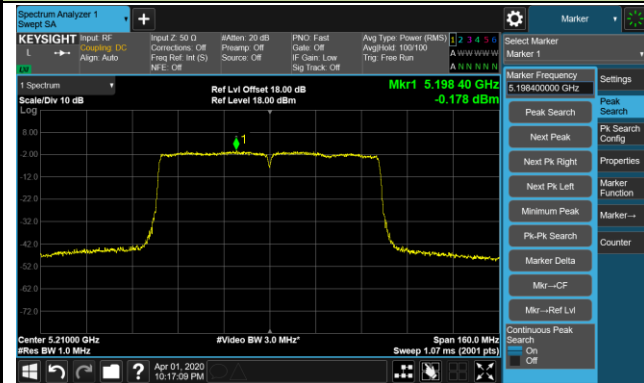 Spectrum Analyzer 1
Swept SA
+
Marker
KEYSIGHT
L
Input: RF
Coupling: DC
Align: Auto
Input Z: 50 Ω
Corrections: Off
Freq Ref: Int (S)
NFE: Off
#Atten: 20 dB
Preamp: Off
Source: Off
PNO: Fast
Gate: Off
IF Gain: Low
Sig Track: Off
Avg Type: Power (RMS)
Avg|Hold: 100/100
Trig: Free Run
1 2 3 4 5 6
A W W W W W
A N N N N N
Select Marker
Marker 1
1 Spectrum
Scale/Div 10 dB
Log
Ref Lvl Offset 18.00 dB
Ref Level 18.00 dBm
Mkr1 5.198 40 GHz
-0.178 dBm
8.00
-2.00
-12.0
-22.0
-32.0
-42.0
-52.0
-62.0
-72.0
1
Center 5.21000 GHz
#Res BW 1.0 MHz
#Video BW 3.0 MHz*
Span 160.0 MHz
Sweep 1.07 ms (2001 pts)
Marker Frequency
5.198400000 GHz
Peak Search
Next Peak
Next Pk Right
Next Pk Left
Minimum Peak
Pk-Pk Search
Marker Delta
Mkr→CF
Mkr→Ref Lvl
Continuous Peak
Search
On
Off
Settings
Peak
Search
Pk Search
Config
Properties
Marker
Function
Marker→
Counter
?
Apr 01, 2020
10:17:09 PM